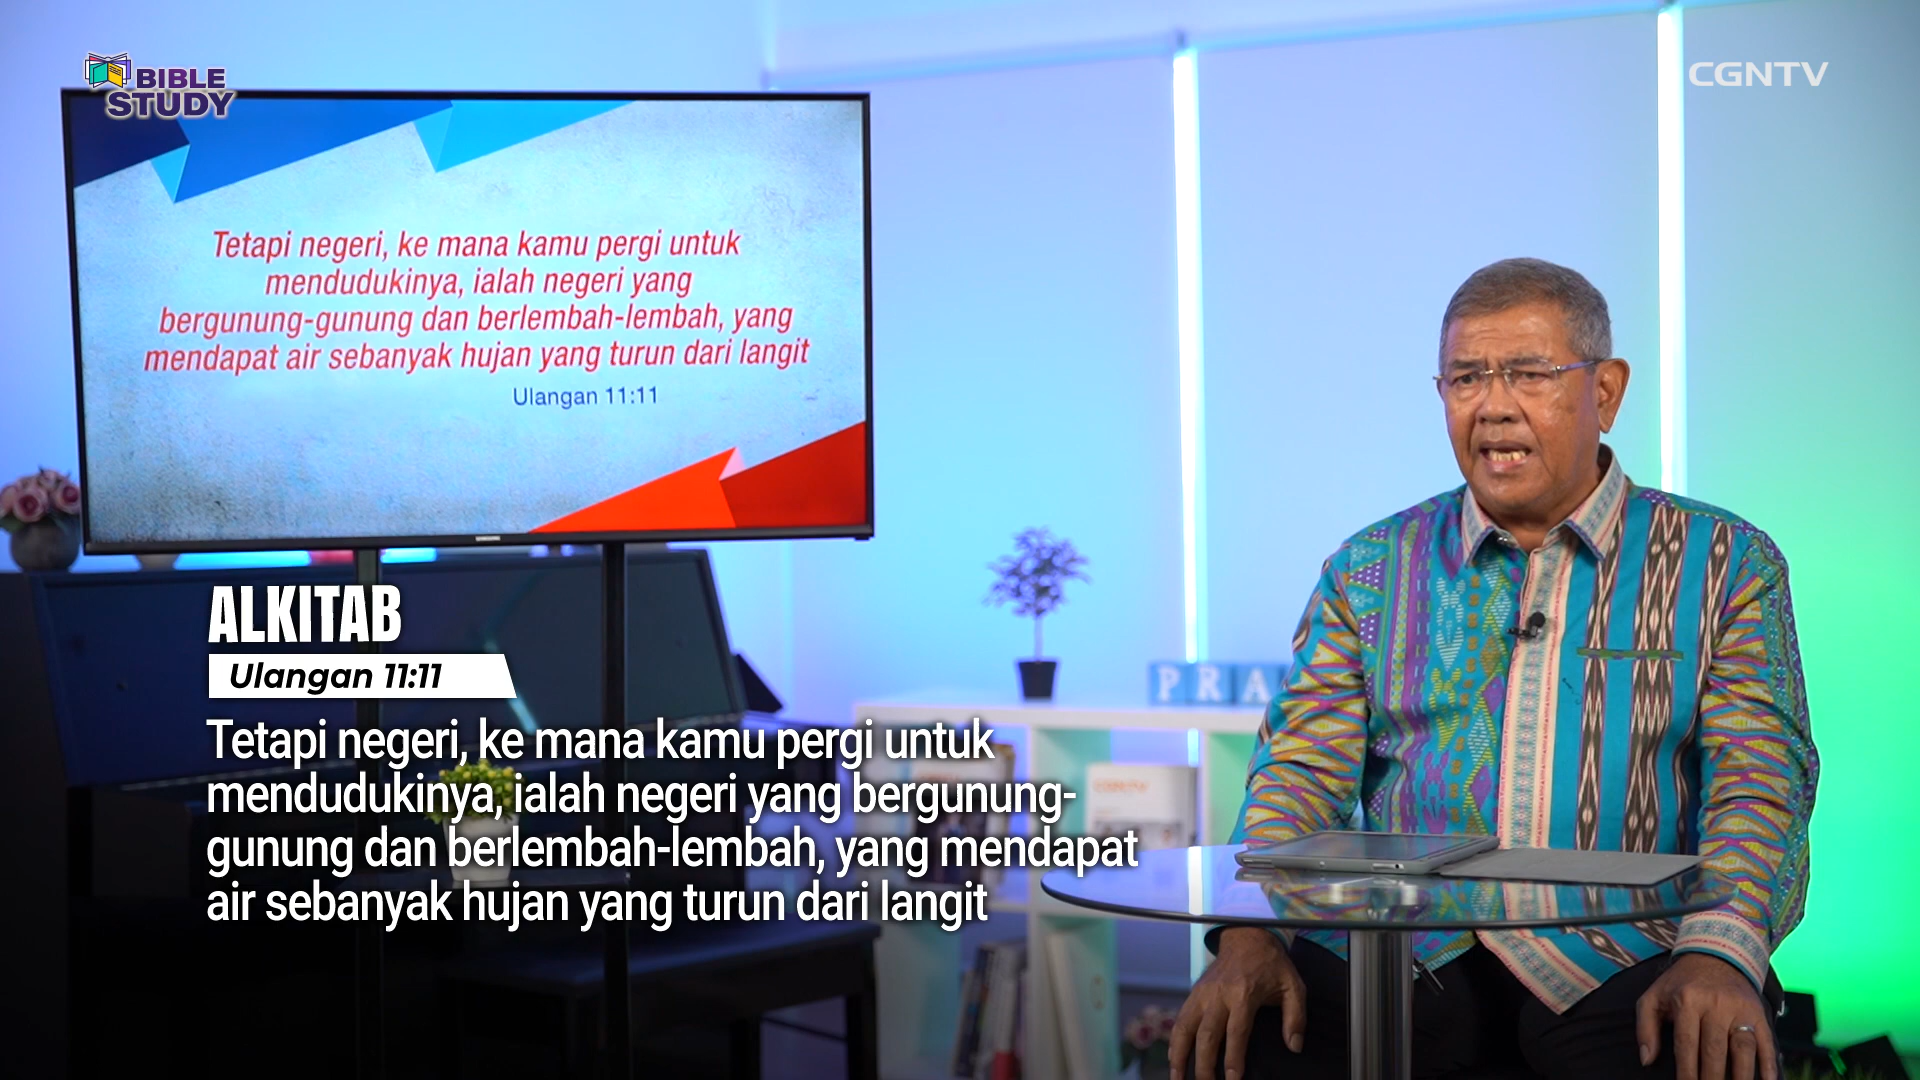 BIBLE
STUDY
CGNTV
Tetapi negeri, ke mana kamu pergi untuk
mendudukinya, ialah negeri yang
bergunung-gunung dan berlembah-lembah, yang
mendapat air sebanyak hujan yang turun dari langit
Ulangan 11:11
SAMSUNG
ALKITAB
Ulangan 11:11
Tetapi negeri, ke mana kamu pergi untuk
mendudukinya, ialah negeri yang bergunung-
gunung dan berlembah-lembah, yang mendapat
air sebanyak hujan yang turun dari langit
PRA
CGNTV